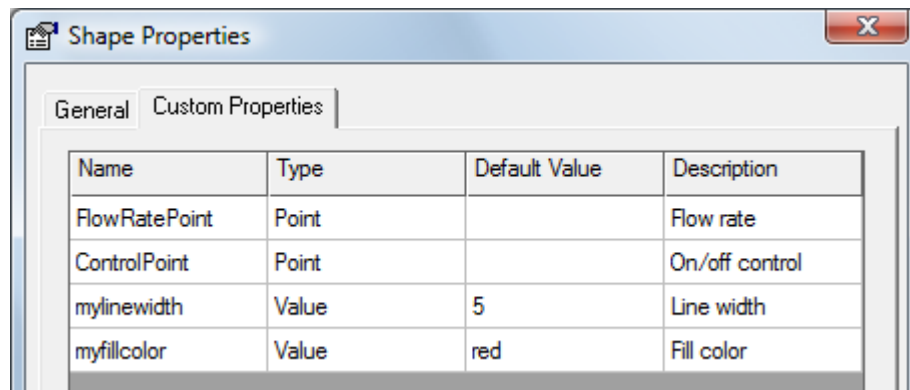 Shape Properties
General Custom Properties
Name Type Default Value Description
FlowRatePoint Point Flow rate
ControlPoint Point On/off control
mylinewidth Value 5 Line width
myfillcolor Value red Fill color